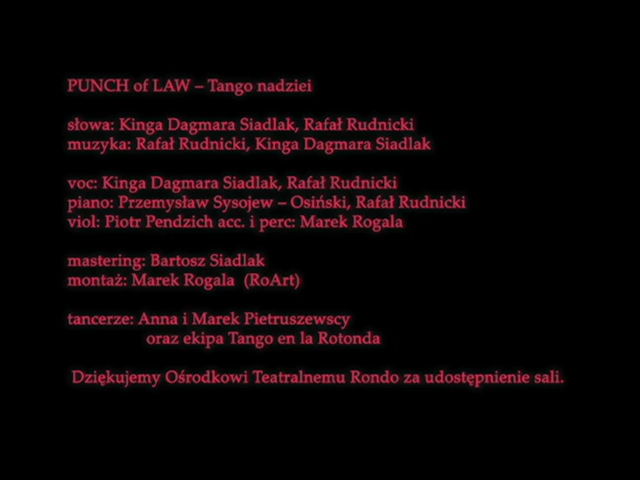 PUNCH of LAW – Tango nadziei
słowa: Kinga Dagmara Siadlak, Rafał Rudnicki
muzyka: Rafał Rudnicki, Kinga Dagmara Siadlak
voc: Kinga Dagmara Siadlak, Rafał Rudnicki
piano: Przemysław Sysojew – Osiński, Rafał Rudnicki
viol: Piotr Pendzich acc. i perc: Marek Rogala
mastering: Bartosz Siadlak
montaż: Marek Rogala (RoArt)
tancerze: Anna i Marek Pietruszewscy
oraz ekipa Tango en la Rotonda
Dziękujemy Ośrodkowi Teatralnemu Rondo za udostępnienie sali.